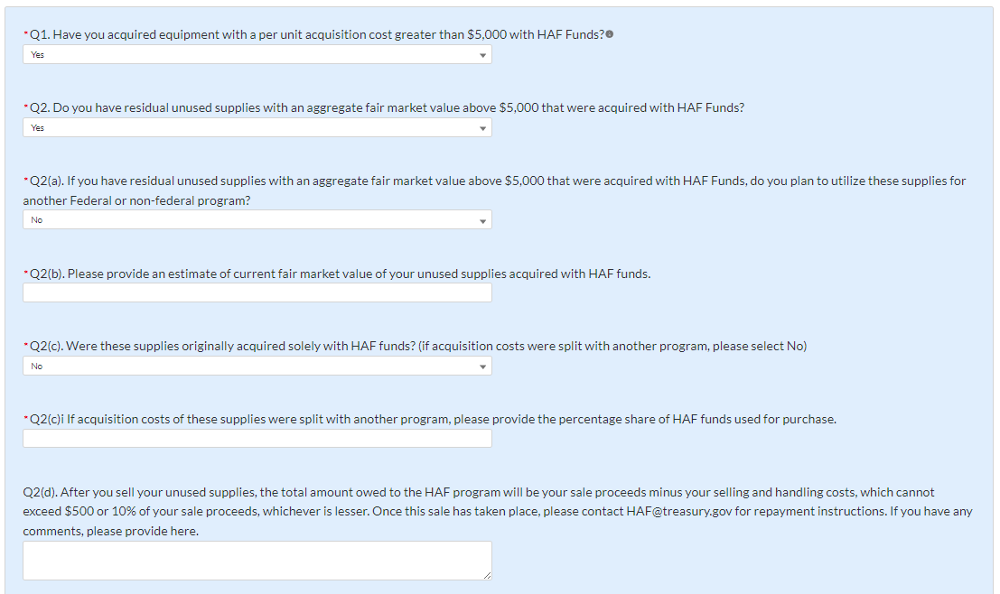 *Q1. Have you acquired equipment with a per unit acquisition cost greater than $5,000 with HAF Funds?
Yes
*Q2. Do you have residual unused supplies with an aggregate fair market value above $5,000 that were acquired with HAF Funds?
Yes
*Q2(a). If you have residual unused supplies with an aggregate fair market value above $5,000 that were acquired with HAF Funds, do you plan to utilize these supplies for
another Federal or non-federal program?
No
*Q2(b). Please provide an estimate of current fair market value of your unused supplies acquired with HAF funds.
*Q2(c). Were these supplies originally acquired solely with HAF funds? (if acquisition costs were split with another program, please select No)
No
*Q2(c)i If acquisition costs of these supplies were split with another program, please provide the percentage share of HAF funds used for purchase.
Q2(d). After you sell your unused supplies, the total amount owed to the HAF program will be your sale proceeds minus your selling and handling costs, which cannot
exceed $500 or 10% of your sale proceeds, whichever is lesser. Once this sale has taken place, please contact HAF@treasury.gov for repayment instructions. If you have any
comments, please provide here.